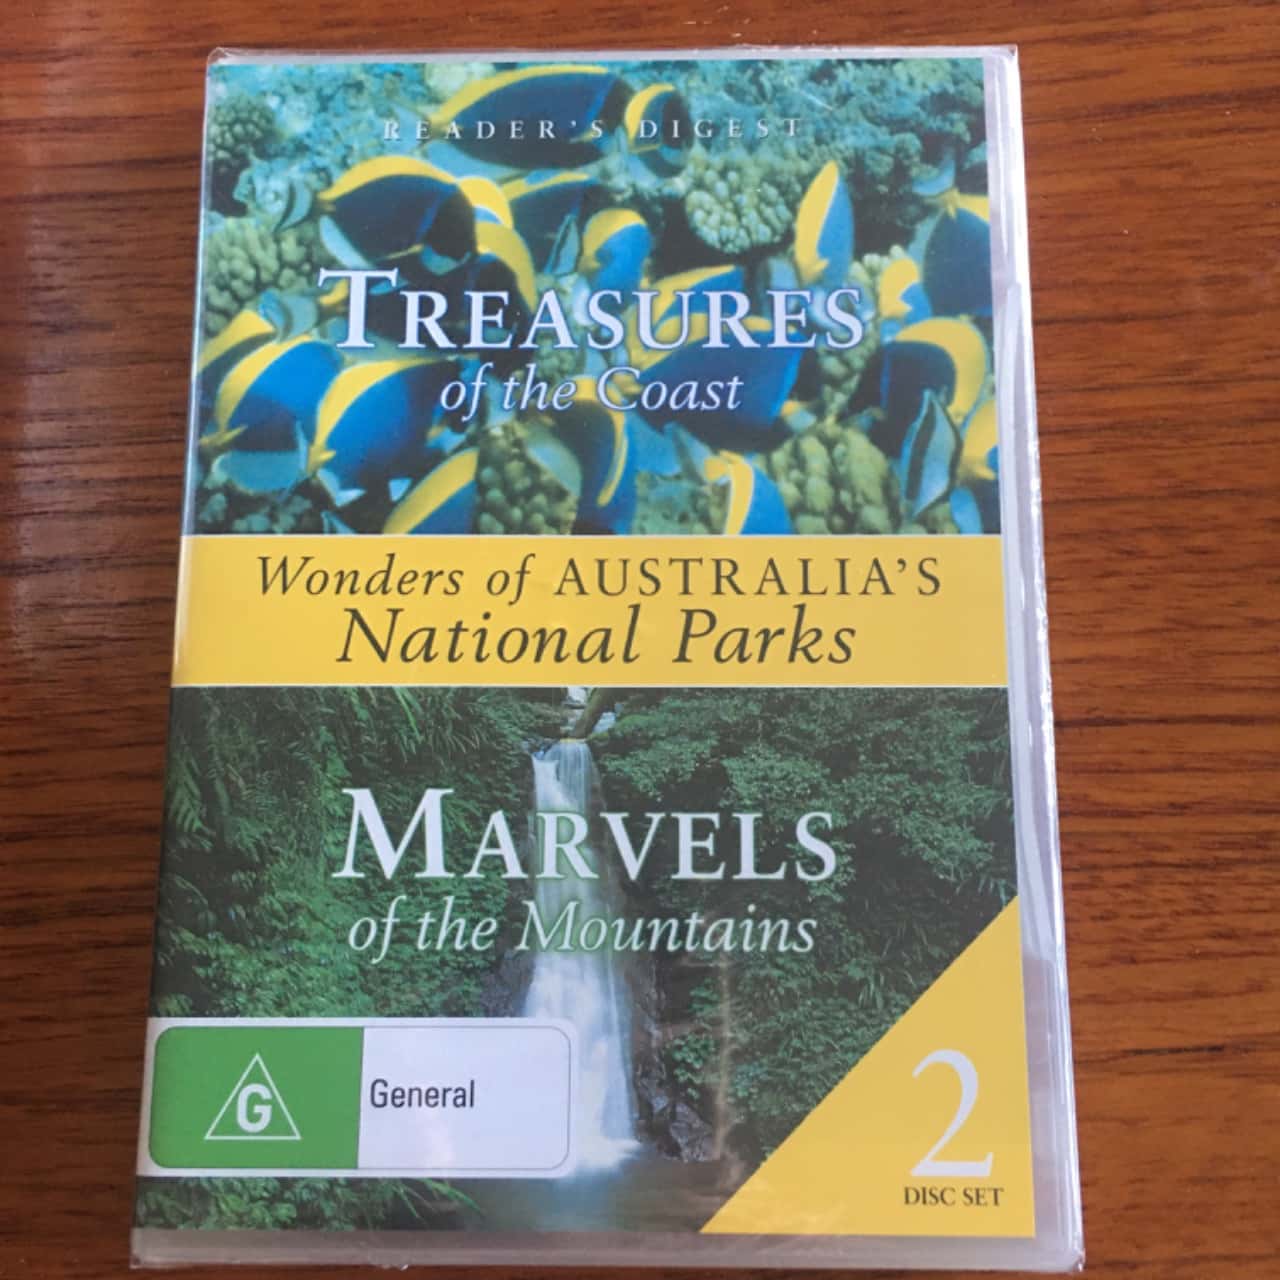 READER'S DIGEST
TREASURES
of the Coast
Wonders of AUSTRALIA'S
National Parks
MARVELS
of the Mountains
G
General
2
DISC SET